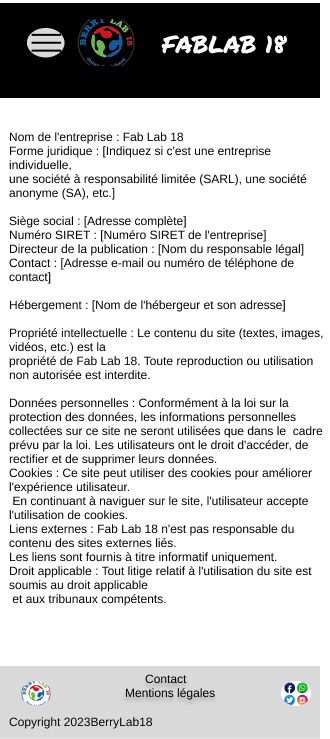 BERRY LAB 18
FABLAB 18
Nom de l'entreprise : Fab Lab 18
Forme juridique : [Indiquez si c'est une entreprise
individuelle,
une société à responsabilité limitée (SARL), une société
anonyme (SA), etc.]
Siège social : [Adresse complète]
Numéro SIRET : [Numéro SIRET de l'entreprise]
Directeur de la publication : [Nom du responsable légal]
Contact : [Adresse e-mail ou numéro de téléphone de
contact]
Hébergement : [Nom de l'hébergeur et son adresse]
Propriété intellectuelle : Le contenu du site (textes, images,
vidéos, etc.) est la
propriété de Fab Lab 18. Toute reproduction ou utilisation
non autorisée est interdite.
Données personnelles : Conformément à la loi sur la
protection des données, les informations personnelles
collectées sur ce site ne seront utilisées que dans le  cadre
prévu par la loi. Les utilisateurs ont le droit d'accéder, de
rectifier et de supprimer leurs données.
Cookies : Ce site peut utiliser des cookies pour améliorer
l'expérience utilisateur.
En continuant à naviguer sur le site, l'utilisateur accepte
l'utilisation de cookies.
Liens externes : Fab Lab 18 n'est pas responsable du
contenu des sites externes liés.
Les liens sont fournis à titre informatif uniquement.
Droit applicable : Tout litige relatif à l'utilisation du site est
soumis au droit applicable
et aux tribunaux compétents.
Contact
Mentions légales
Copyright 2023BerryLab18